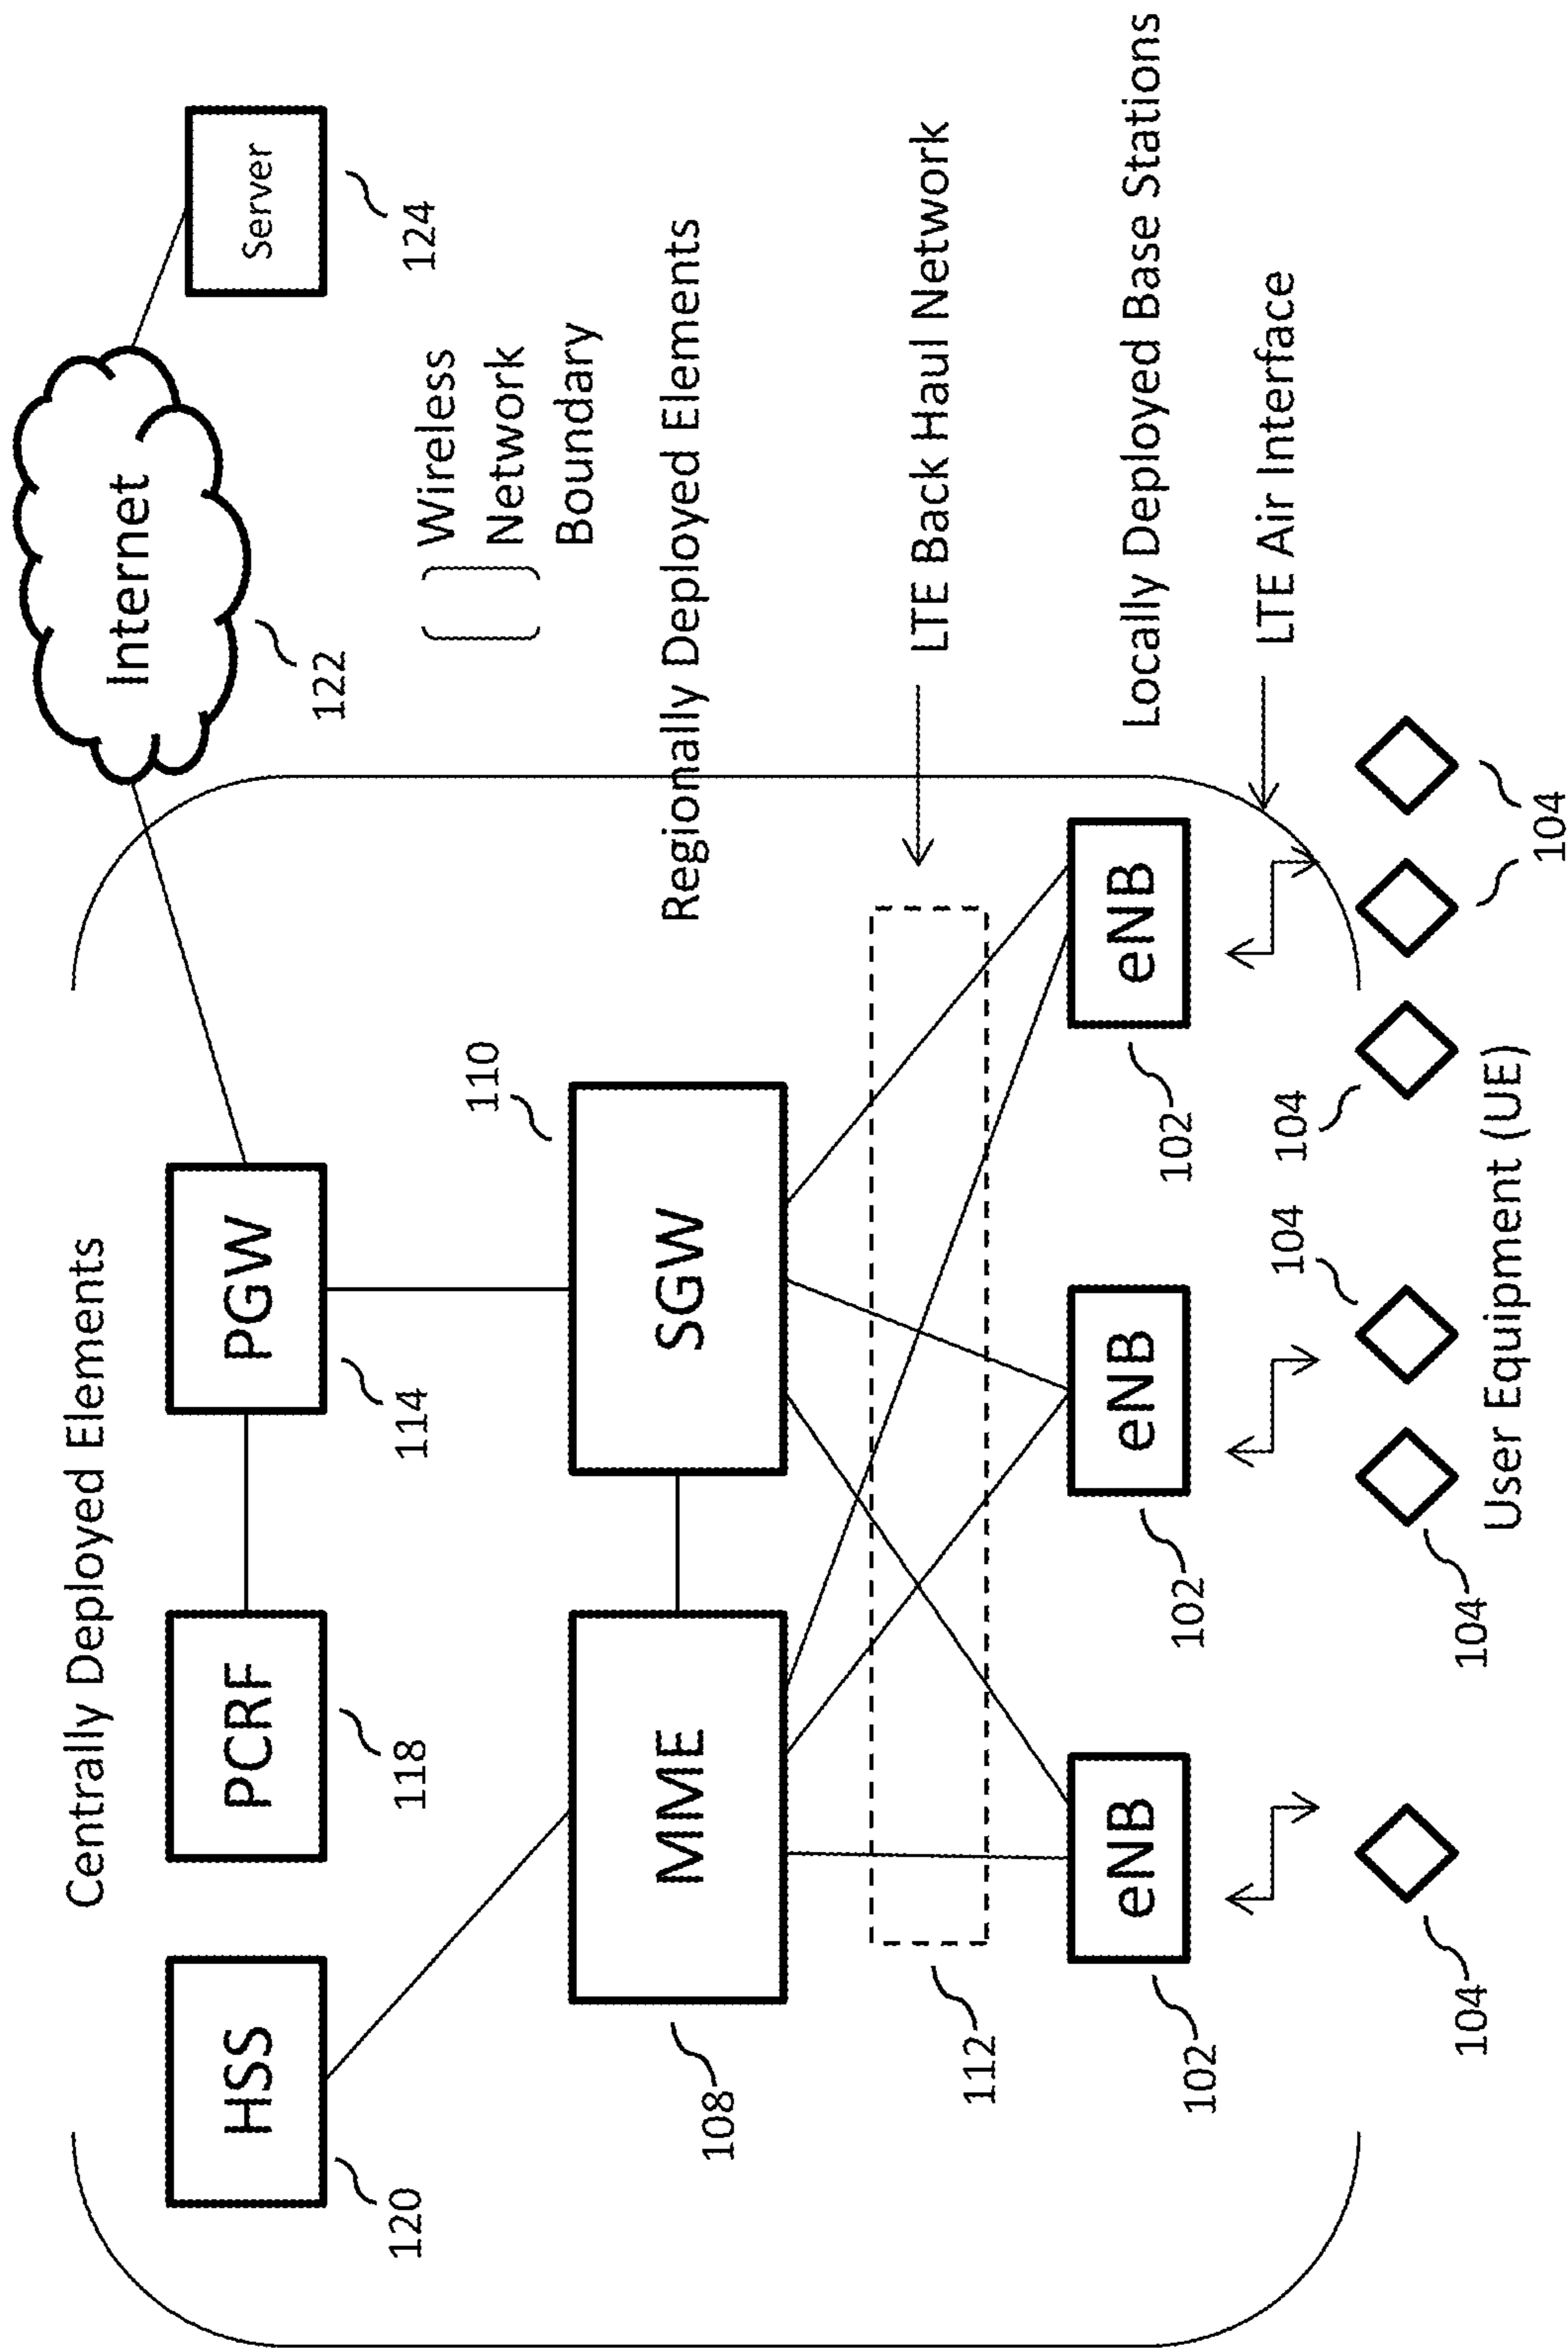 Centrally Deployed Elements
Internet
Server
HSS
PCRF
PGW
120
118
114
122
124
Wireless
Network
Boundary
110
Regionally Deployed Elements
MME
SGW
108
LTE Back Haul Network
112
Locally Deployed Base Stations
eNB
eNB
eNB
102
102
102
LTE Air Interface
104
104
104
104
104
104
User Equipment (UE)